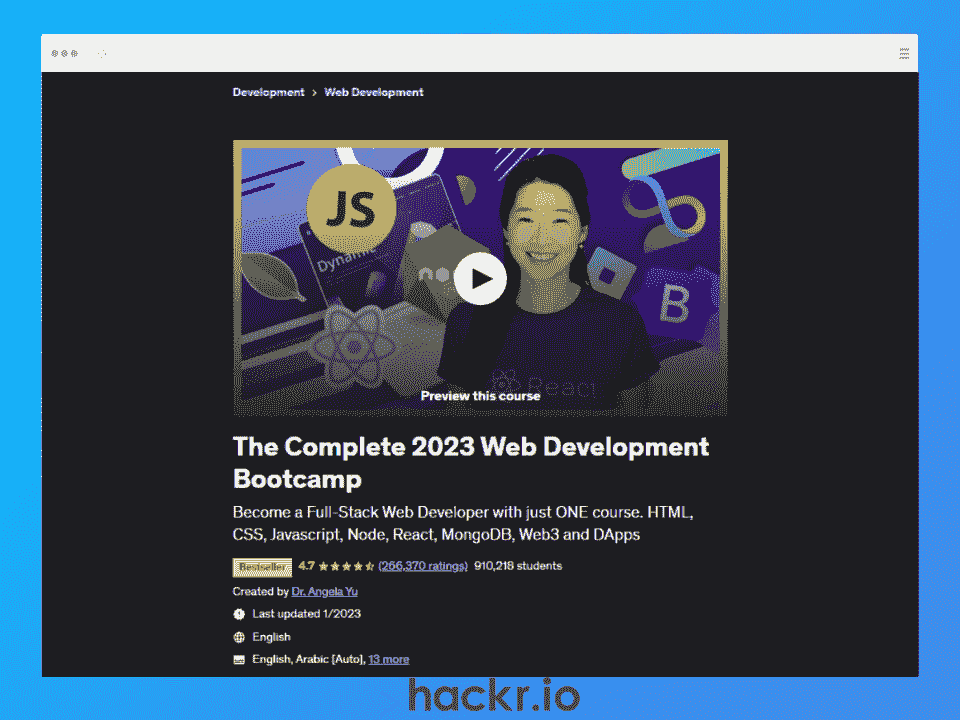 Development > Web Development
JS
Dynamic
no
B
React
Preview this course
The Complete 2023 Web Development
Bootcamp
Become a Full-Stack Web Developer with just ONE course. HTML,
CSS, Javascript, Node, React, MongoDB, Web3 and DApps
Bestseller 4.7 (266,370 ratings) 910,218 students
Created by Dr. Angela Yu
Last updated 1/2023
English
English, Arabic [Auto], 13 more
hackr.io